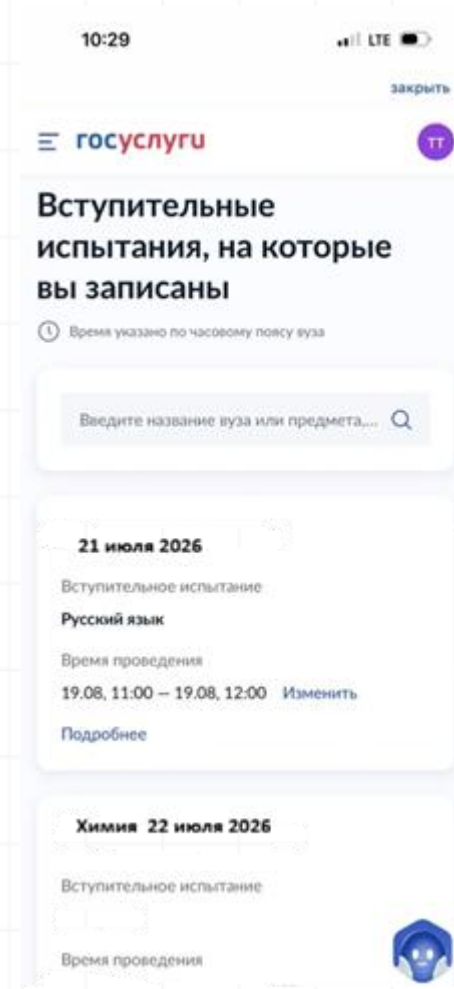 10:29
LTE
закрыть
госуслуги
ТТ
Вступительные
испытания, на которые
вы записаны
Время указано по часовому поясу вуза
Введите название вуза или предмета,...
21 июля 2026
Вступительное испытание
Русский язык
Время проведения
19.08, 11:00 — 19.08, 12:00 Изменить
Подробнее
Химия 22 июля 2026
Вступительное испытание
Время проведения